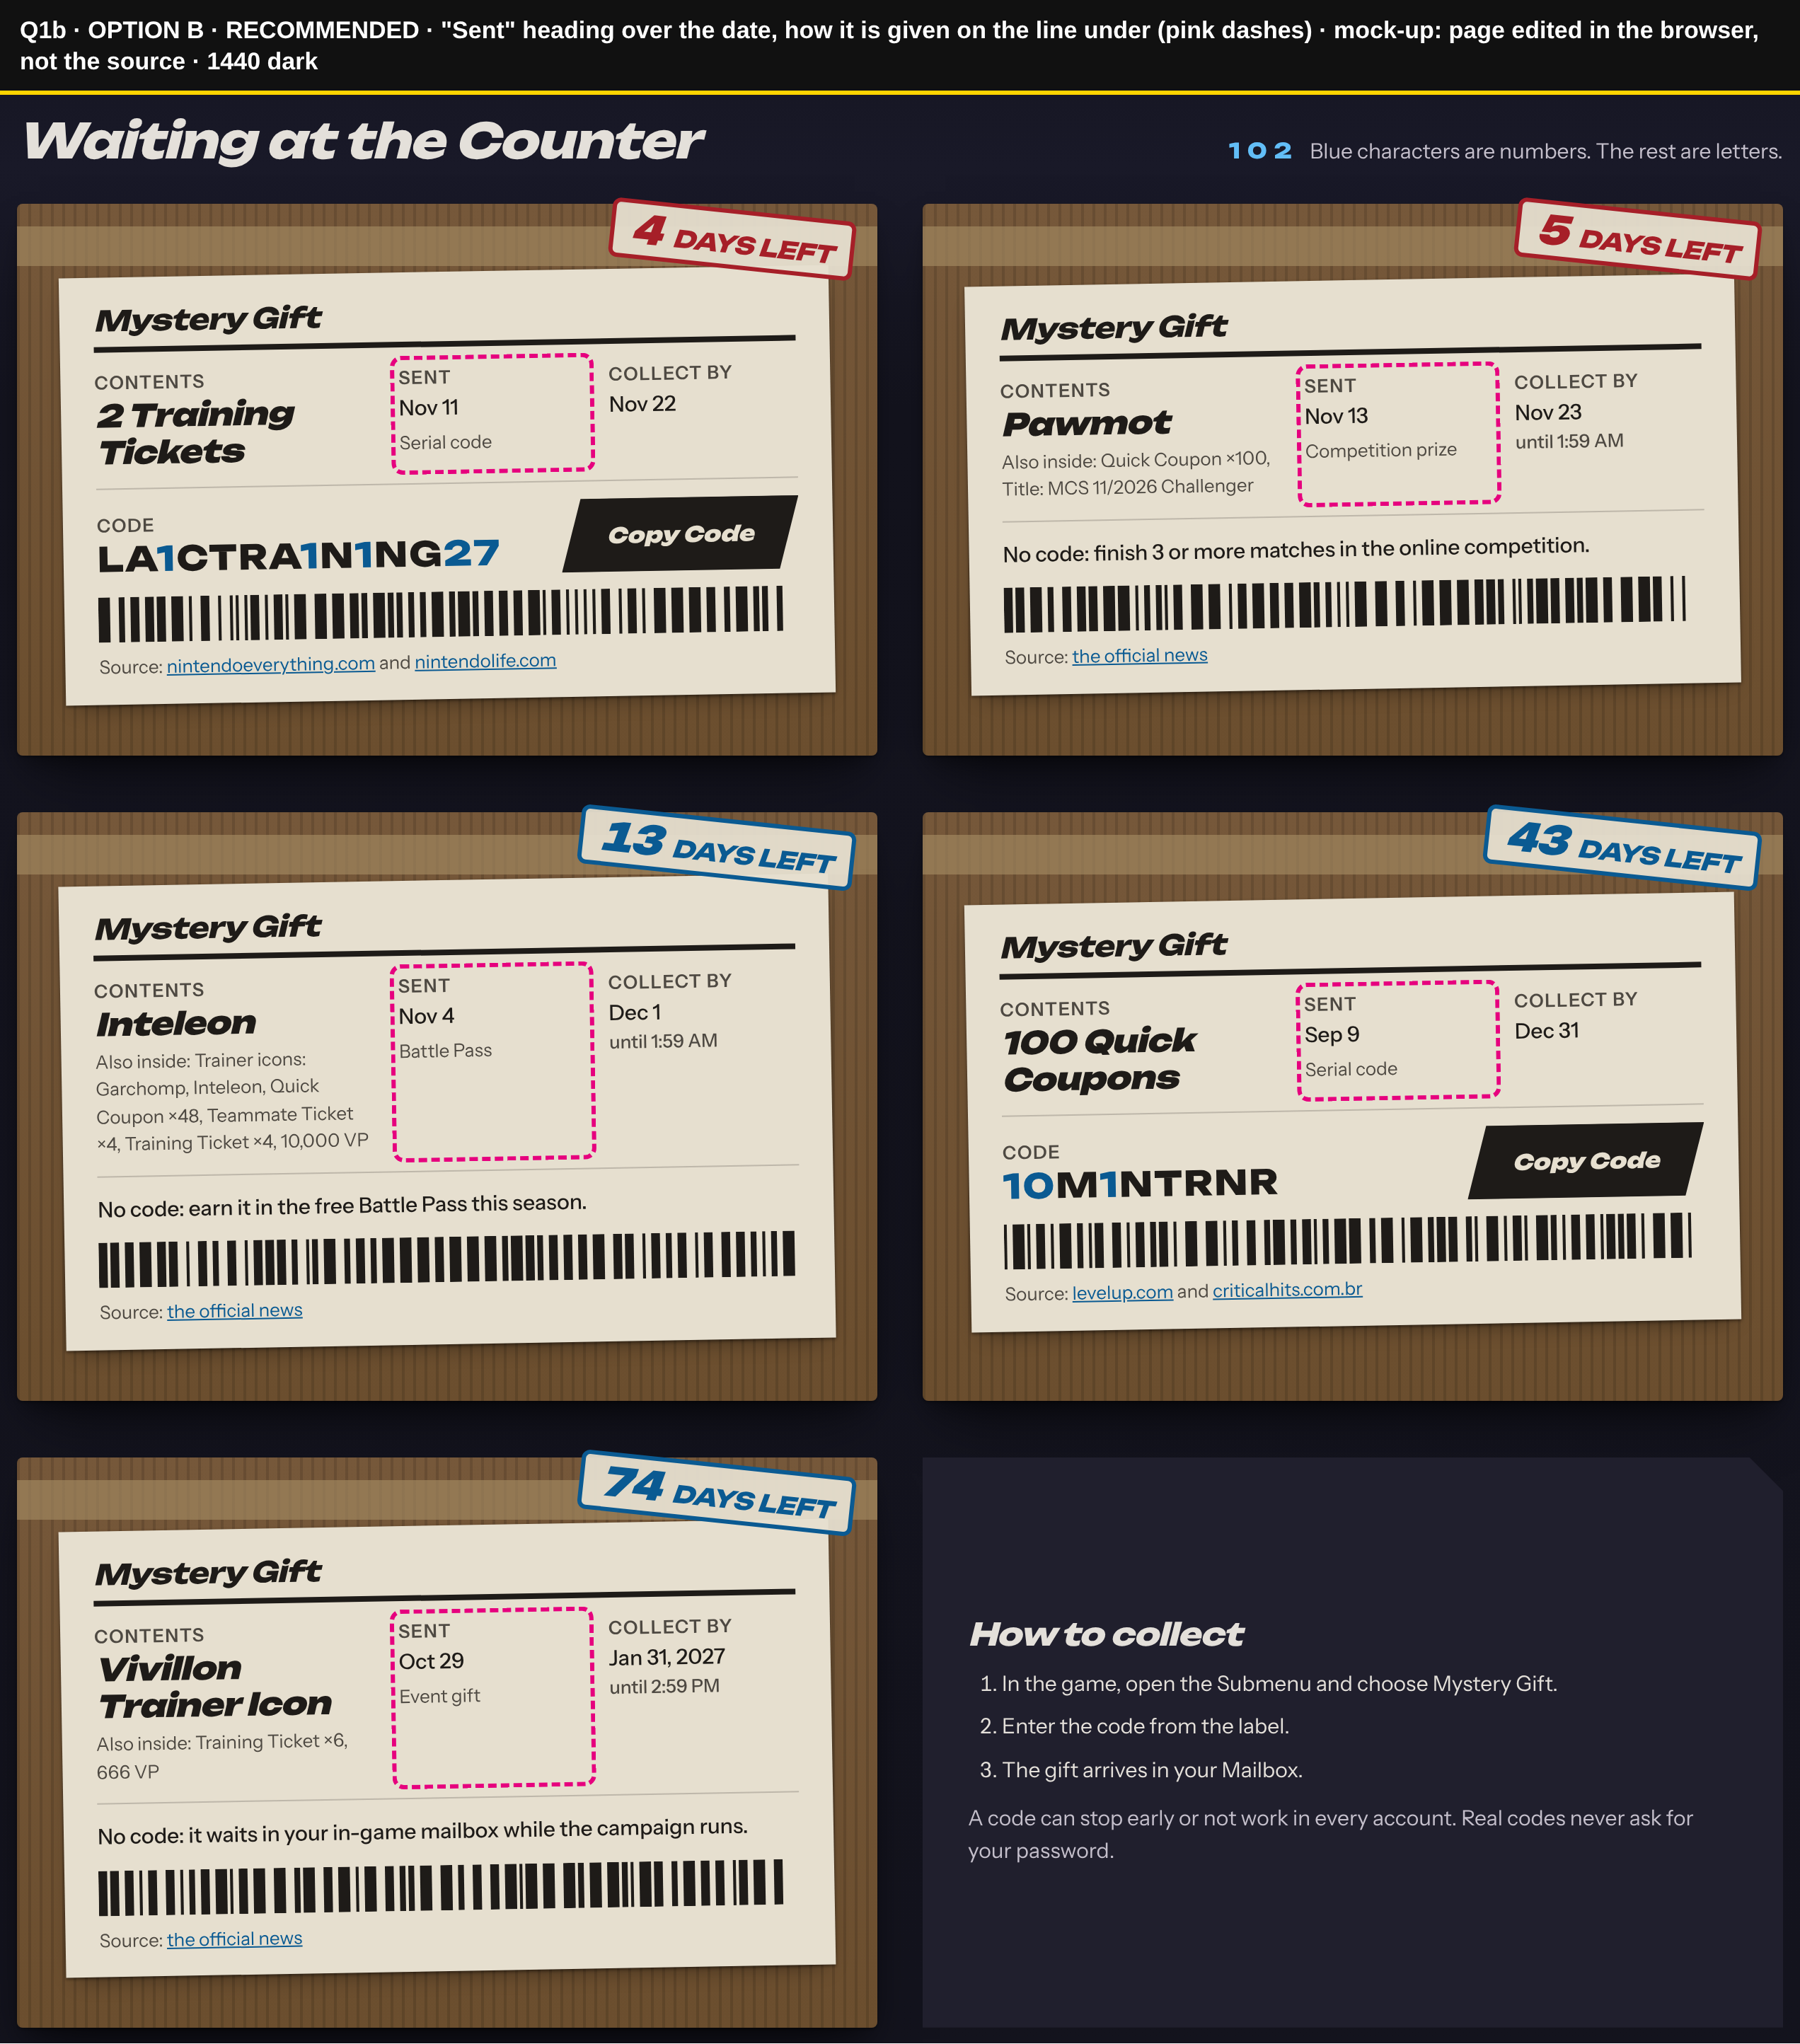 Q1b · OPTION B · RECOMMENDED · "Sent" heading over the date, how it is given on the line under (pink dashes) · mock-up: page edited in the browser,
not the source · 1440 dark
Waiting at the Counter
102 Blue characters are numbers. The rest are letters.
4 DAYS LEFT
Mystery Gift
CONTENTS
2 Training
Tickets
SENT
Nov 11
Serial code
COLLECT BY
Nov 22
CODE
LA1CTRA1N1NG27
Copy Code
Source: nintendoeverything.com and nintendolife.com
5 DAYS LEFT
Mystery Gift
CONTENTS
Pawmot
Also inside: Quick Coupon ×100,
Title: MCS 11/2026 Challenger
SENT
Nov 13
Competition prize
COLLECT BY
Nov 23
until 1:59 AM
No code: finish 3 or more matches in the online competition.
Source: the official news
13 DAYS LEFT
Mystery Gift
CONTENTS
Inteleon
Also inside: Trainer icons:
Garchomp, Inteleon, Quick
Coupon ×48, Teammate Ticket
×4, Training Ticket ×4, 10,000 VP
SENT
Nov 4
Battle Pass
COLLECT BY
Dec 1
until 1:59 AM
No code: earn it in the free Battle Pass this season.
Source: the official news
43 DAYS LEFT
Mystery Gift
CONTENTS
100 Quick
Coupons
SENT
Sep 9
Serial code
COLLECT BY
Dec 31
CODE
10M1NTRNR
Copy Code
Source: levelup.com and criticalhits.com.br
74 DAYS LEFT
Mystery Gift
CONTENTS
Vivillon
Trainer Icon
Also inside: Training Ticket ×6,
666 VP
SENT
Oct 29
Event gift
COLLECT BY
Jan 31, 2027
until 2:59 PM
No code: it waits in your in-game mailbox while the campaign runs.
Source: the official news
How to collect
1. In the game, open the Submenu and choose Mystery Gift.
2. Enter the code from the label.
3. The gift arrives in your Mailbox.
A code can stop early or not work in every account. Real codes never ask for
your password.